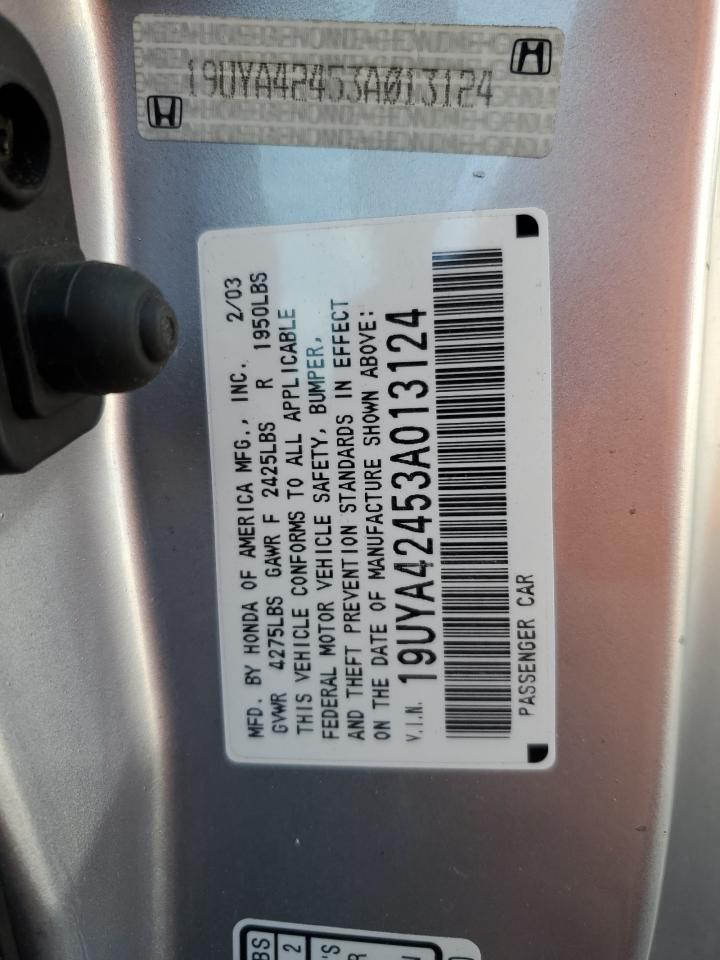 19UYA42453A013124
MFD. BY HONDA OF AMERICA MFG., INC. 2/03
GVWR 4275LBS GAWR F 2425LBS R 1950LBS
THIS VEHICLE CONFORMS TO ALL APPLICABLE
FEDERAL MOTOR VEHICLE SAFETY, BUMPER,
AND THEFT PREVENTION STANDARDS IN EFFECT
ON THE DATE OF MANUFACTURE SHOWN ABOVE:
V.I.N. 19UYA42453A013124
PASSENGER CAR
BS
2
'S
R